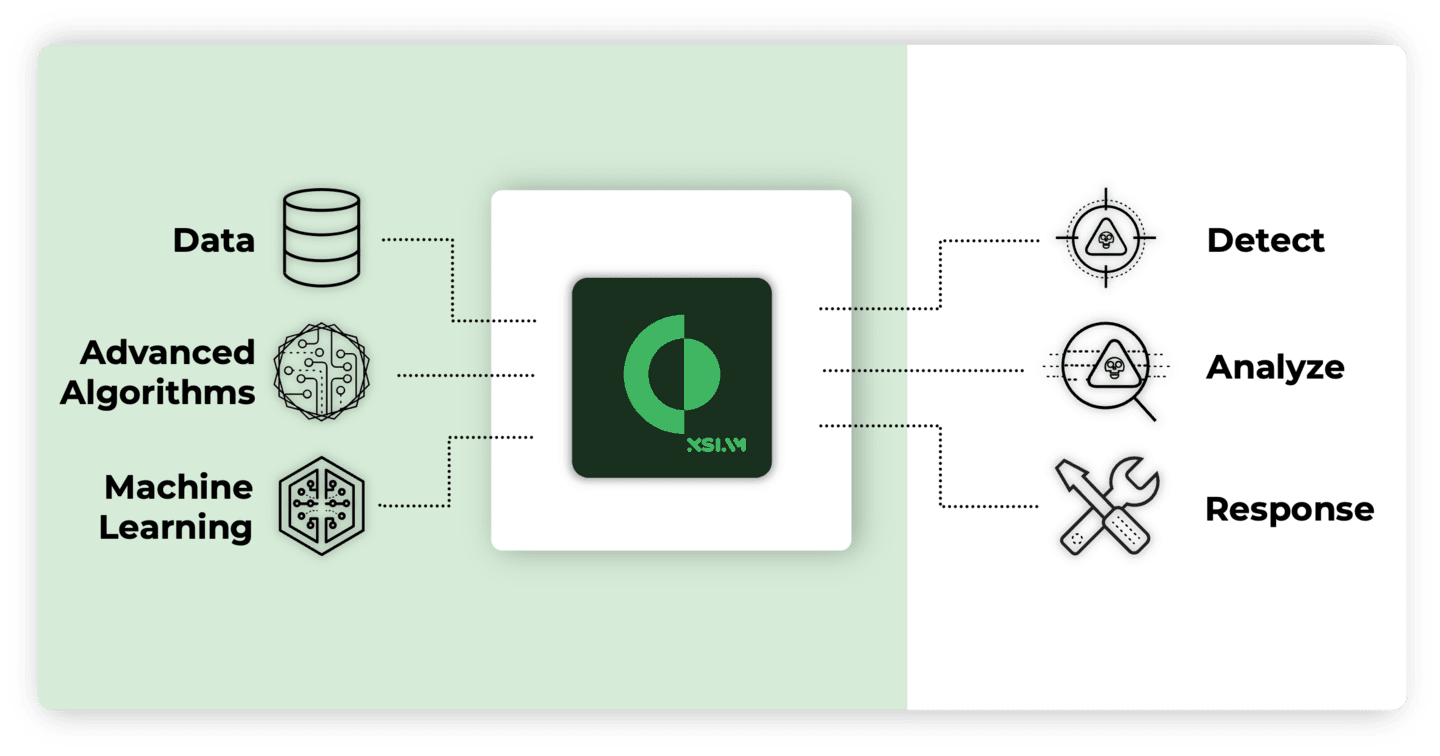 Data
Advanced
Algorithms
Machine
Learning
XSIAM
Detect
Analyze
Response